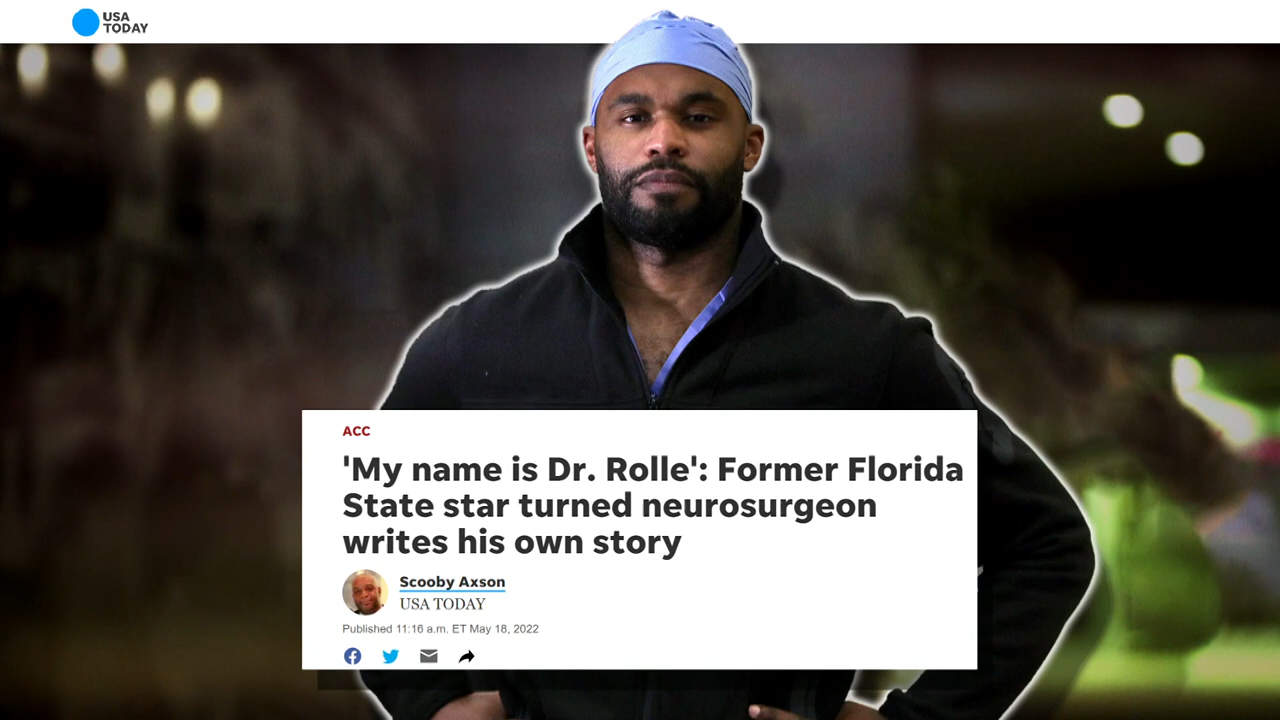 USA
TODAY
ACC
'My name is Dr. Rolle': Former Florida
State star turned neurosurgeon
writes his own story
Scooby Axson
USA TODAY
Published 11:16 a.m. ET May 18, 2022